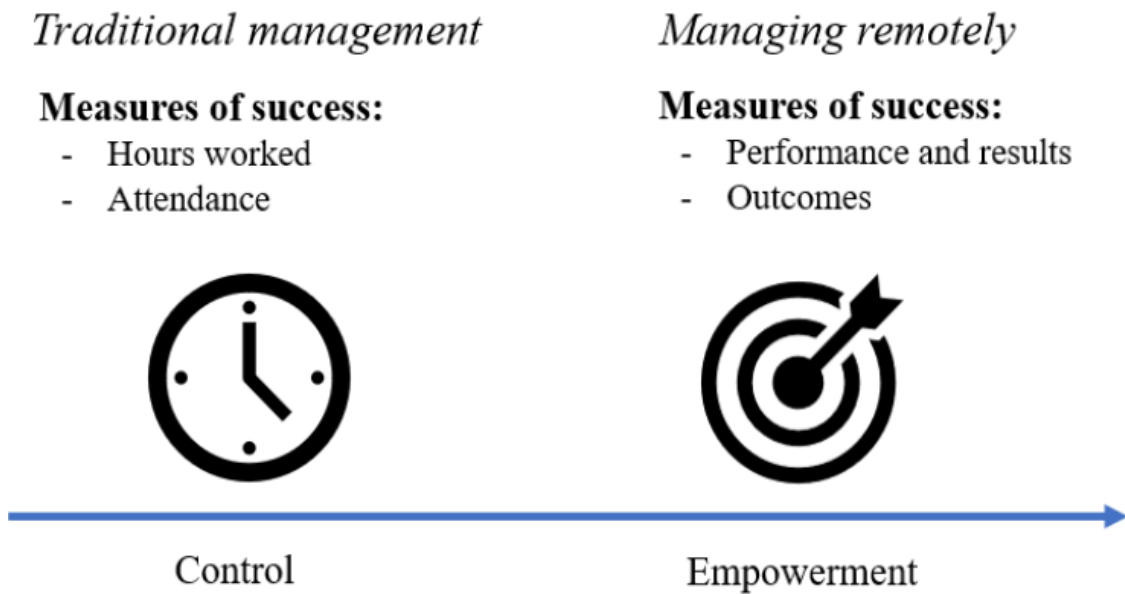 Traditional management
Measures of success:
- Hours worked
- Attendance
Managing remotely
Measures of success:
- Performance and results
- Outcomes
Control
Empowerment